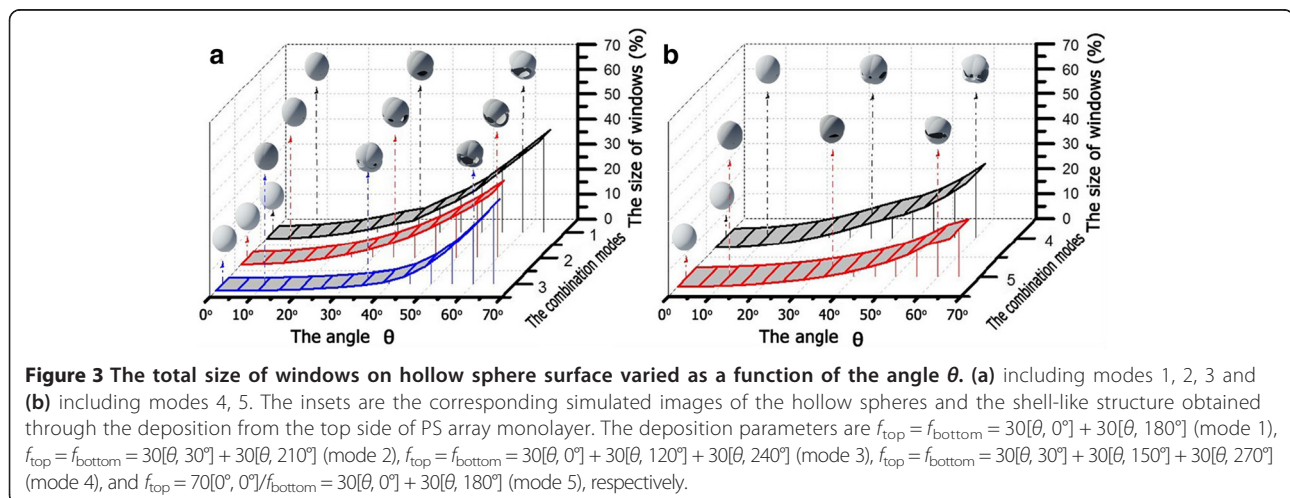 a
70
60
50
40
30
20
10
0
The size of windows (%)
1
2
3
The combination modes
0° 10° 20° 30° 40° 50° 60° 70°
The angle θ
b
70
60
50
40
30
20
10
0
The size of windows (%)
4
5
The combination modes
0° 10° 20° 30° 40° 50° 60° 70°
The angle θ
Figure 3 The total size of windows on hollow sphere surface varied as a function of the angle θ. (a) including modes 1, 2, 3 and
(b) including modes 4, 5. The insets are the corresponding simulated images of the hollow spheres and the shell-like structure obtained
through the deposition from the top side of PS array monolayer. The deposition parameters are f_top = f_bottom = 30[θ, 0°] + 30[θ, 180°] (mode 1),
f_top = f_bottom = 30[θ, 30°] + 30[θ, 210°] (mode 2), f_top = f_bottom = 30[θ, 0°] + 30[θ, 120°] + 30[θ, 240°] (mode 3), f_top = f_bottom = 30[θ, 30°] + 30[θ, 150°] + 30[θ, 270°]
(mode 4), and f_top = 70[0°, 0°]/f_bottom = 30[θ, 0°] + 30[θ, 180°] (mode 5), respectively.